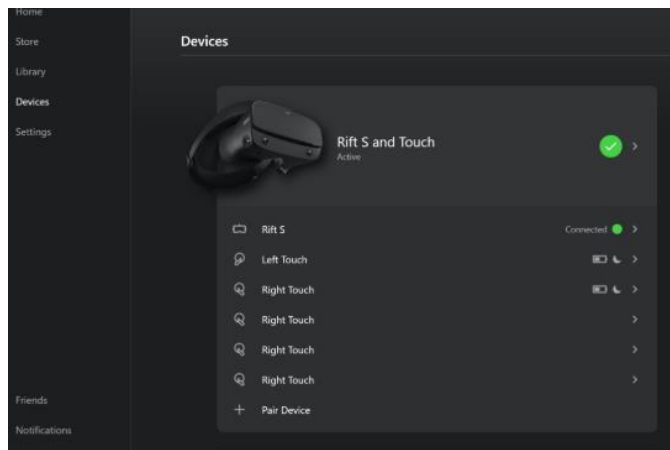 Home
Store
Library
Devices
Settings
Friends
Notifications
Devices
Rift S and Touch
Active
Rift S
Connected
Left Touch
Right Touch
Right Touch
Right Touch
Right Touch
Pair Device